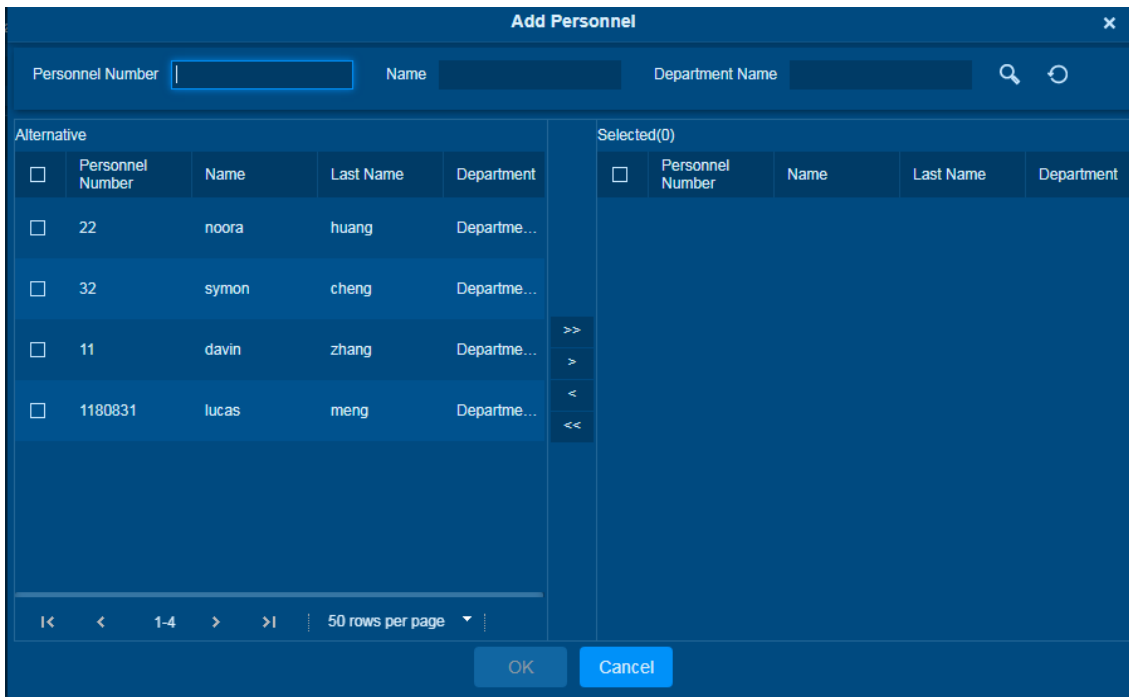 Add Personnel ×
Personnel Number Name Department Name
Alternative
Personnel Number Name Last Name Department
22 noora huang Departme...
32 symon cheng Departme...
11 davin zhang Departme...
1180831 lucas meng Departme...
1-4 50 rows per page
>>
>
<
<<
Selected(0)
Personnel Number Name Last Name Department
OK Cancel